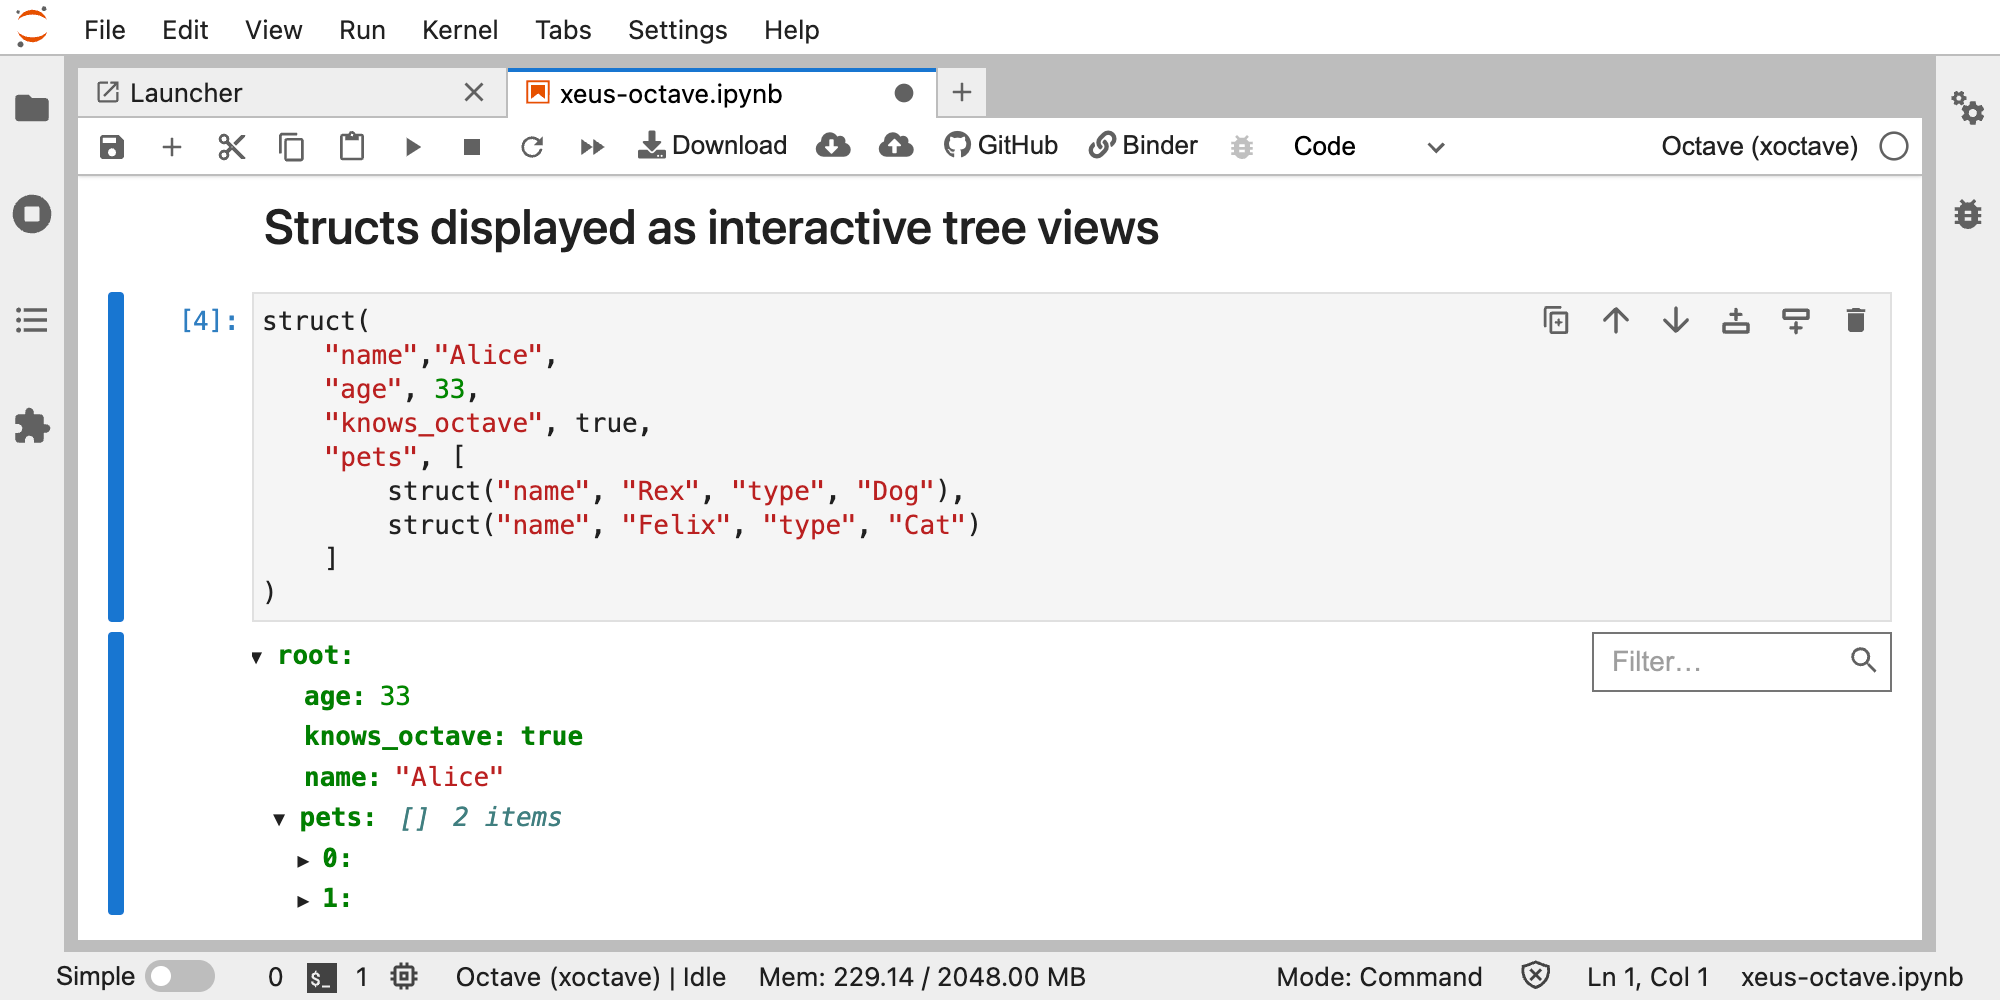 File Edit View Run Kernel Tabs Settings Help
Launcher xeus-octave.ipynb
Download GitHub Binder Code Octave (xoctave)
Structs displayed as interactive tree views
[4]: struct(
"name","Alice",
"age", 33,
"knows_octave", true,
"pets", [
struct("name", "Rex", "type", "Dog"),
struct("name", "Felix", "type", "Cat")
]
)
root: Filter…
age: 33
knows_octave: true
name: "Alice"
pets: [] 2 items
0:
1:
Simple 0 $_ 1 Octave (xoctave) | Idle Mem: 229.14 / 2048.00 MB Mode: Command Ln 1, Col 1 xeus-octave.ipynb